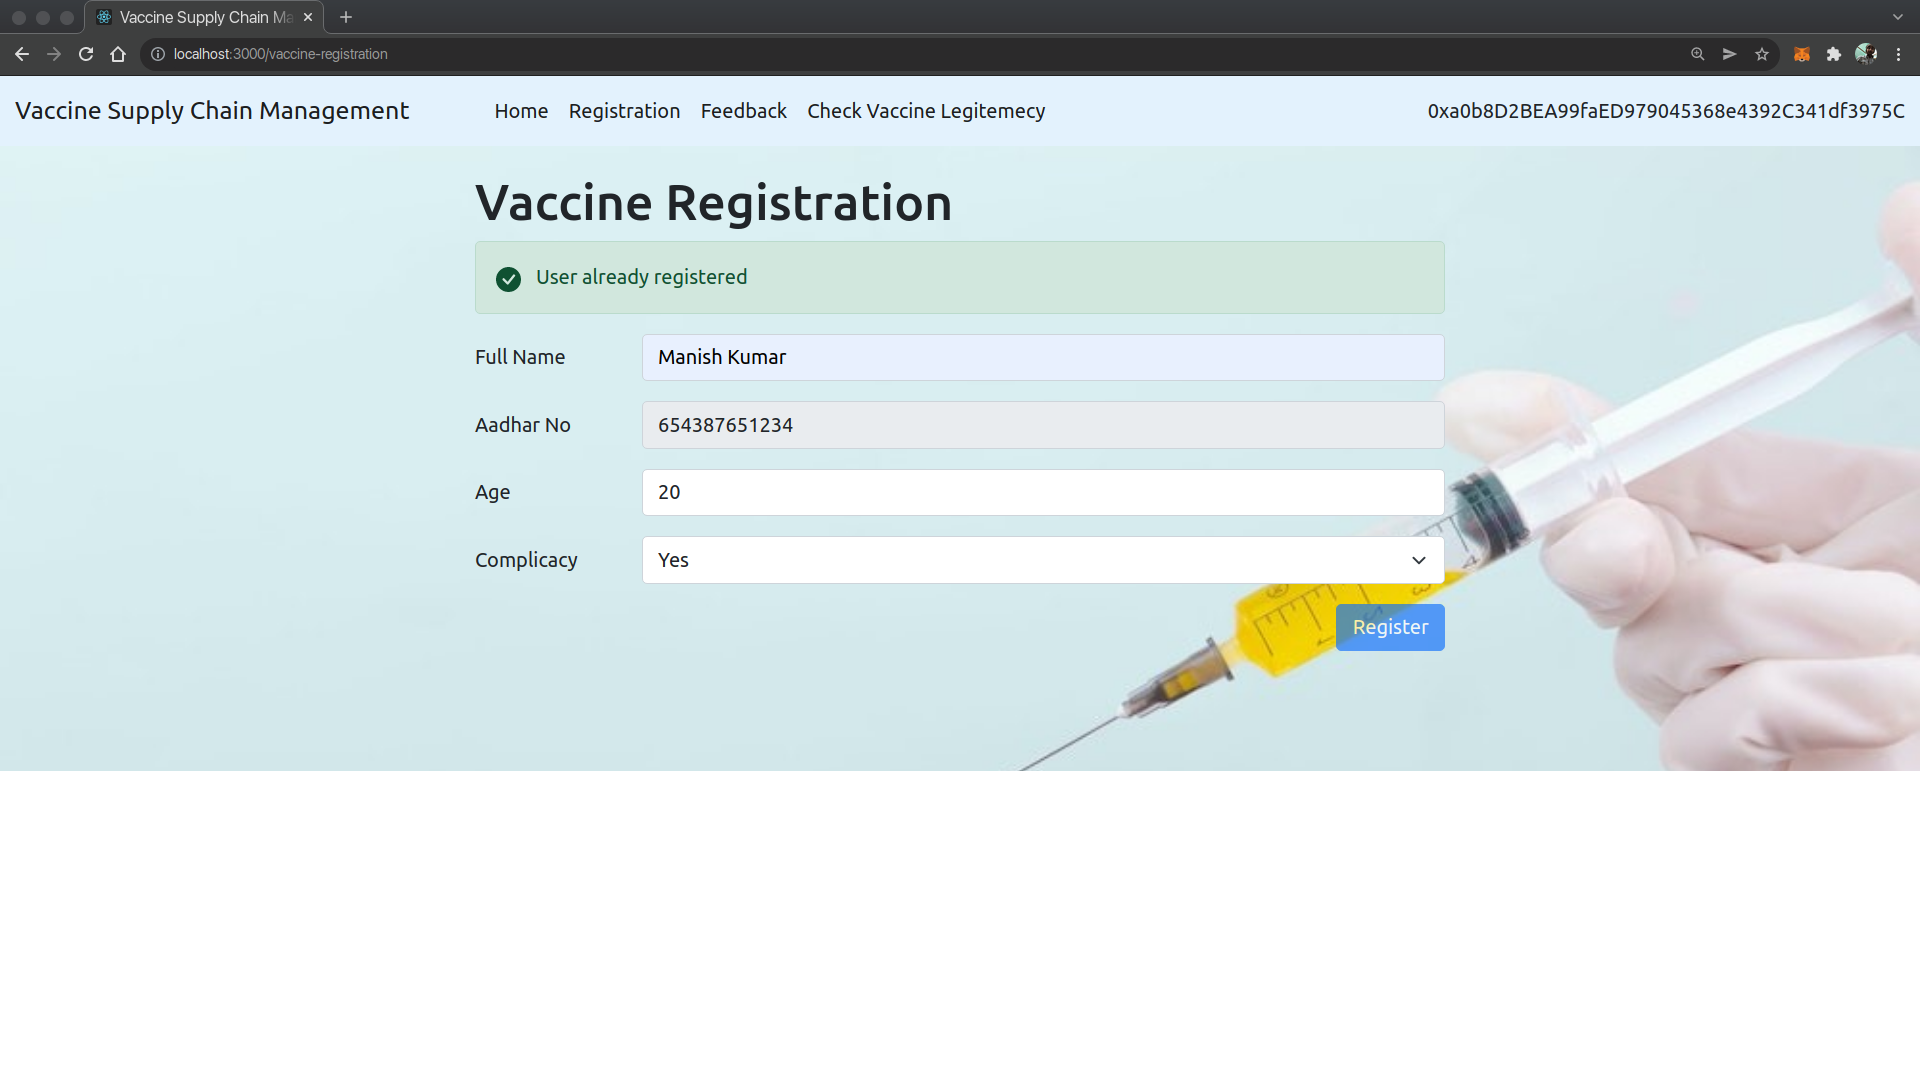 Vaccine Supply Chain Ma
localhost:3000/vaccine-registration
Vaccine Supply Chain Management Home Registration Feedback Check Vaccine Legitemecy 0xa0b8D2BEA99faED979045368e4392C341df3975C
Vaccine Registration
User already registered
Full Name Manish Kumar
Aadhar No 654387651234
Age 20
Complicacy Yes
Register